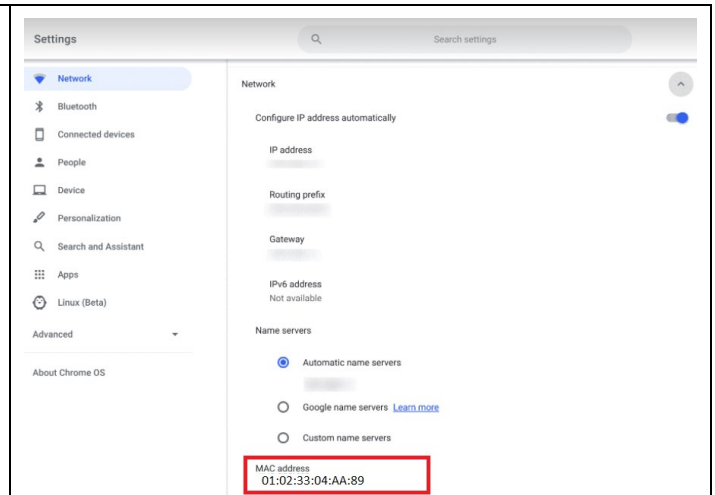 Settings
Search settings
Network
Bluetooth
Connected devices
People
Device
Personalization
Search and Assistant
Apps
Linux (Beta)
Advanced
About Chrome OS
Network
Configure IP address automatically
IP address
Routing prefix
Gateway
IPv6 address
Not available
Name servers
Automatic name servers
Google name servers Learn more
Custom name servers
MAC address
01:02:33:04:AA:89